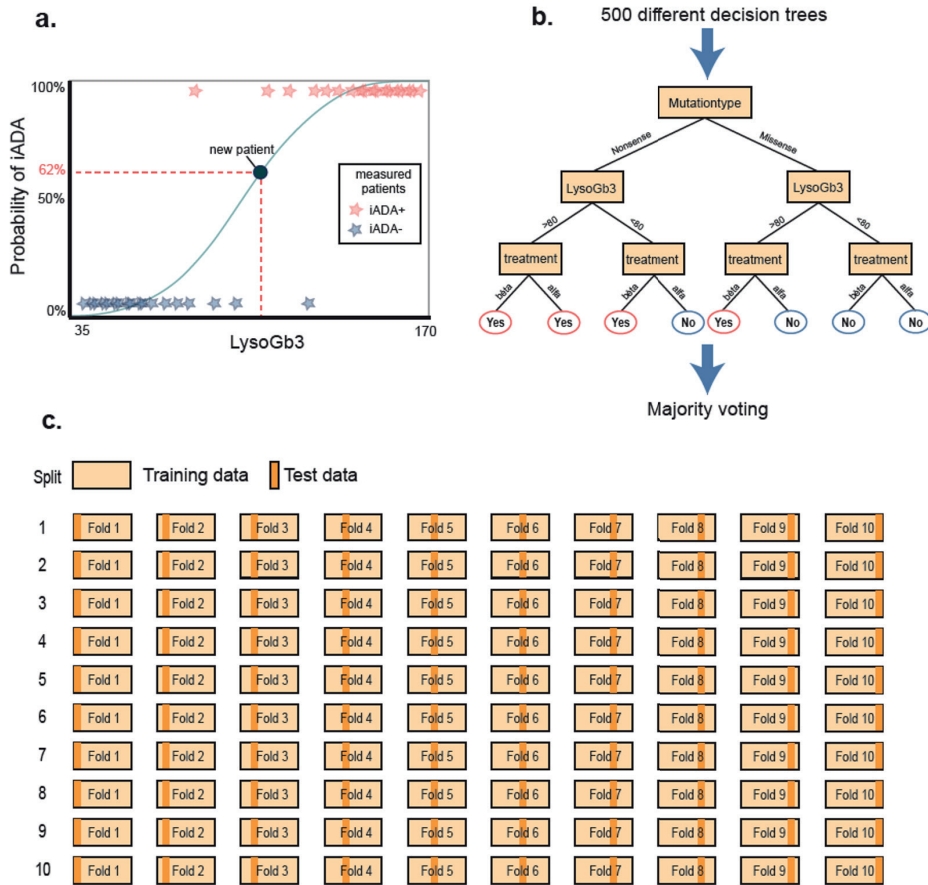 a.
100%
62%
50%
0%
Probability of iADA
new patient
measured
patients
iADA+
iADA-
35
170
LysoGb3
b.
500 different decision trees
Mutationtype
Nonsense
Missense
LysoGb3
LysoGb3
>80
<80
>80
<80
treatment
treatment
treatment
treatment
bèta
alfa
bèta
alfa
bèta
alfa
bèta
alfa
Yes
Yes
Yes
No
Yes
No
No
No
Majority voting
c.
Split Training data Test data
1 Fold 1 Fold 2 Fold 3 Fold 4 Fold 5 Fold 6 Fold 7 Fold 8 Fold 9 Fold 10
2 Fold 1 Fold 2 Fold 3 Fold 4 Fold 5 Fold 6 Fold 7 Fold 8 Fold 9 Fold 10
3 Fold 1 Fold 2 Fold 3 Fold 4 Fold 5 Fold 6 Fold 7 Fold 8 Fold 9 Fold 10
4 Fold 1 Fold 2 Fold 3 Fold 4 Fold 5 Fold 6 Fold 7 Fold 8 Fold 9 Fold 10
5 Fold 1 Fold 2 Fold 3 Fold 4 Fold 5 Fold 6 Fold 7 Fold 8 Fold 9 Fold 10
6 Fold 1 Fold 2 Fold 3 Fold 4 Fold 5 Fold 6 Fold 7 Fold 8 Fold 9 Fold 10
7 Fold 1 Fold 2 Fold 3 Fold 4 Fold 5 Fold 6 Fold 7 Fold 8 Fold 9 Fold 10
8 Fold 1 Fold 2 Fold 3 Fold 4 Fold 5 Fold 6 Fold 7 Fold 8 Fold 9 Fold 10
9 Fold 1 Fold 2 Fold 3 Fold 4 Fold 5 Fold 6 Fold 7 Fold 8 Fold 9 Fold 10
10 Fold 1 Fold 2 Fold 3 Fold 4 Fold 5 Fold 6 Fold 7 Fold 8 Fold 9 Fold 10